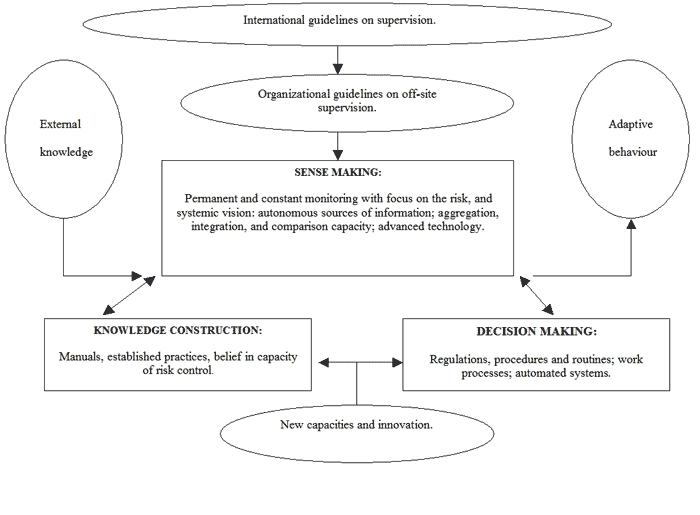 International guidelines on supervision.
Organizational guidelines on off-site
supervision.
External
knowledge
Adaptive
behaviour
SENSE MAKING:
Permanent and constant monitoring with focus on the risk, and
systemic vision: autonomous sources of information; aggregation,
integration, and comparison capacity; advanced technology.
KNOWLEDGE CONSTRUCTION:
Manuals, established practices, belief in capacity
of risk control.
DECISION MAKING:
Regulations, procedures and routines; work
processes; automated systems.
New capacities and innovation.